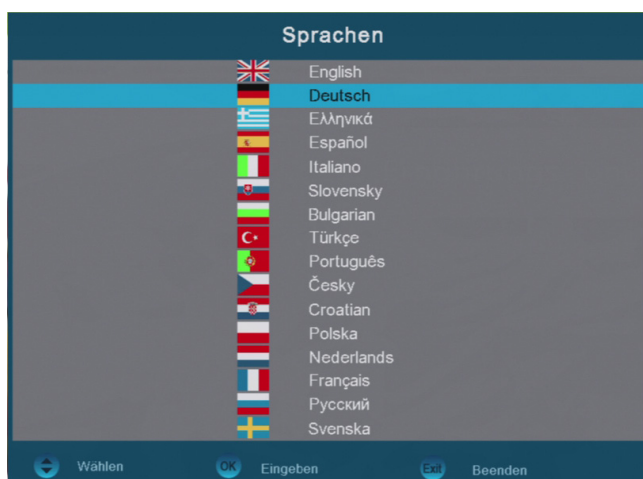 Sprachen
English
Deutsch
Ελληνικά
Español
Italiano
Slovensky
Bulgarian
Türkçe
Português
Česky
Croatian
Polska
Nederlands
Français
Русский
Svenska
Wählen OK Eingeben Exit Beenden